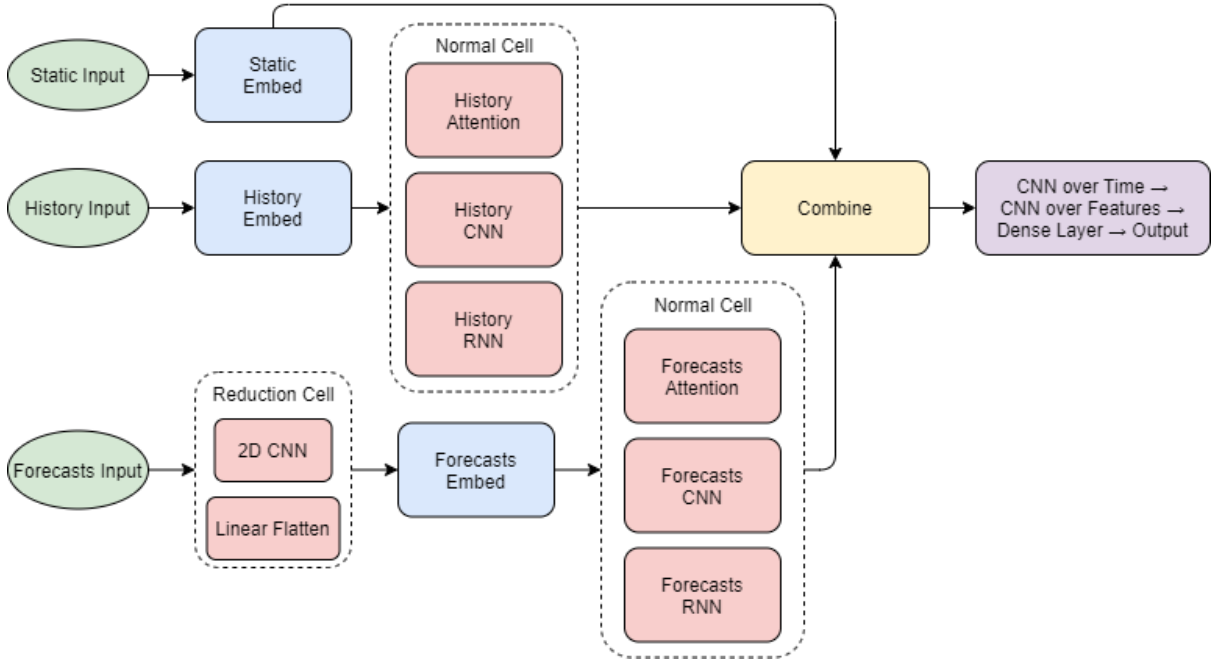 Static Input
Static
Embed
Normal Cell
History
Attention
History
CNN
History
RNN
History Input
History
Embed
Combine
CNN over Time →
CNN over Features →
Dense Layer → Output
Forecasts Input
Reduction Cell
2D CNN
Linear Flatten
Forecasts
Embed
Normal Cell
Forecasts
Attention
Forecasts
CNN
Forecasts
RNN